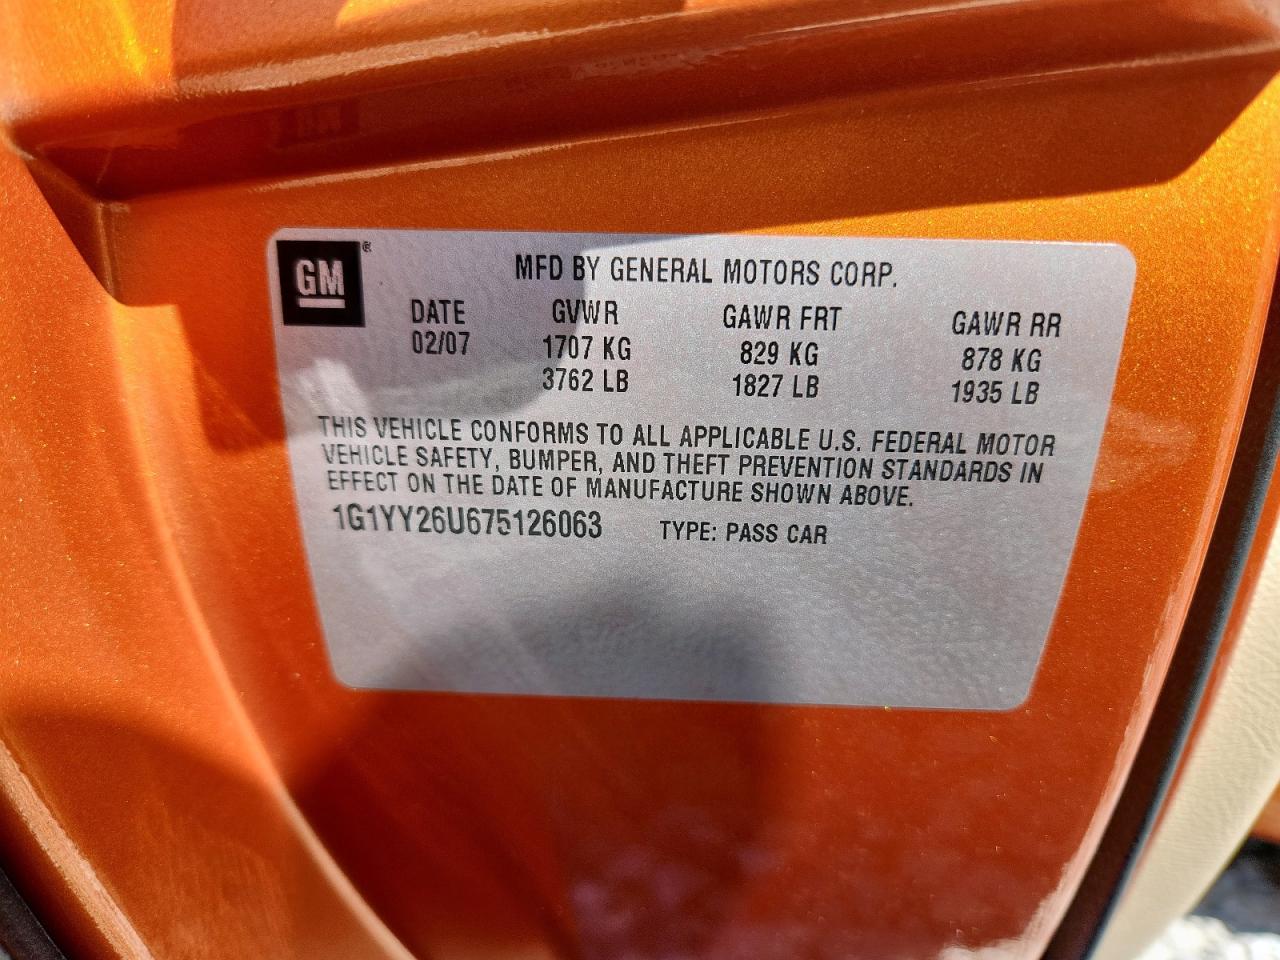 GM®
MFD BY GENERAL MOTORS CORP.
DATE GVWR GAWR FRT GAWR RR
02/07 1707 KG 829 KG 878 KG
3762 LB 1827 LB 1935 LB
THIS VEHICLE CONFORMS TO ALL APPLICABLE U.S. FEDERAL MOTOR
VEHICLE SAFETY, BUMPER, AND THEFT PREVENTION STANDARDS IN
EFFECT ON THE DATE OF MANUFACTURE SHOWN ABOVE.
1G1YY26U675126063 TYPE: PASS CAR